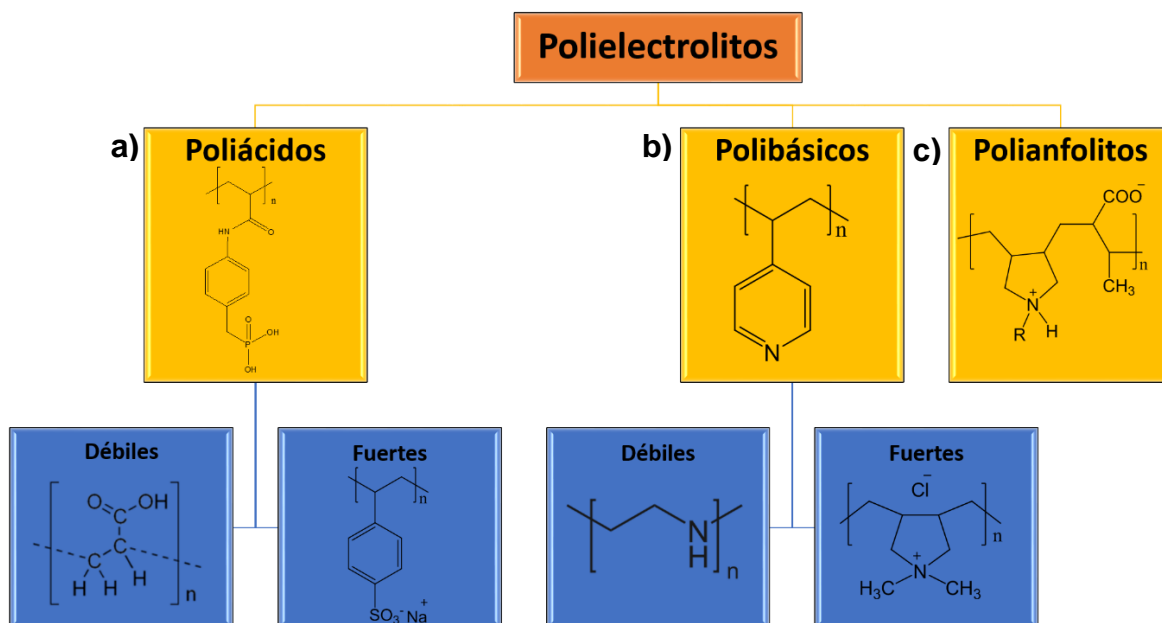 Polielectrolitos
a)
Poliácidos
n
HN
O
O
P
OH
OH
b)
Polibásicos
n
N
c)
Polianfolitos
COO⁻
n
CH₃
N⁺
R
H
Débiles
O
OH
C
C
H
H
H
n
Fuertes
n
SO₃⁻Na⁺
Débiles
N
H
n
Fuertes
Cl⁻
n
N⁺
H₃C
CH₃